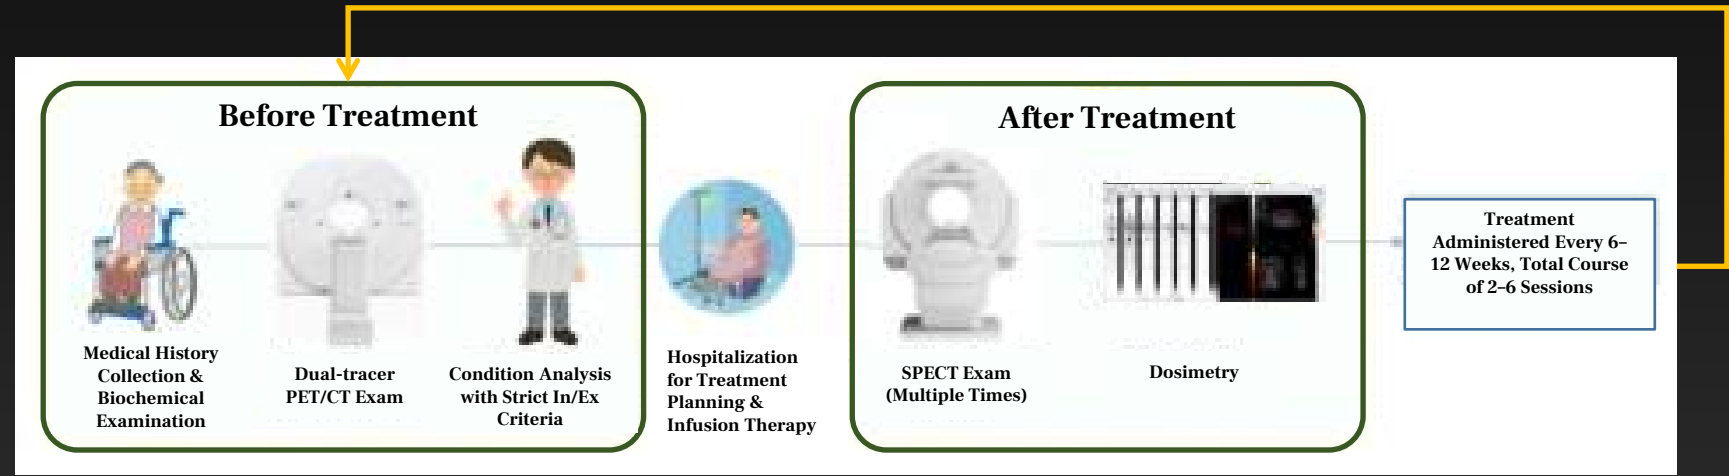 Before Treatment
Medical History
Collection &
Biochemical
Examination
Dual-tracer
PET/CT Exam
Condition Analysis
with Strict In/Ex
Criteria
Hospitalization
for Treatment
Planning &
Infusion Therapy
After Treatment
SPECT Exam
(Multiple Times)
Dosimetry
Treatment
Administered Every 6–
12 Weeks, Total Course
of 2–6 Sessions